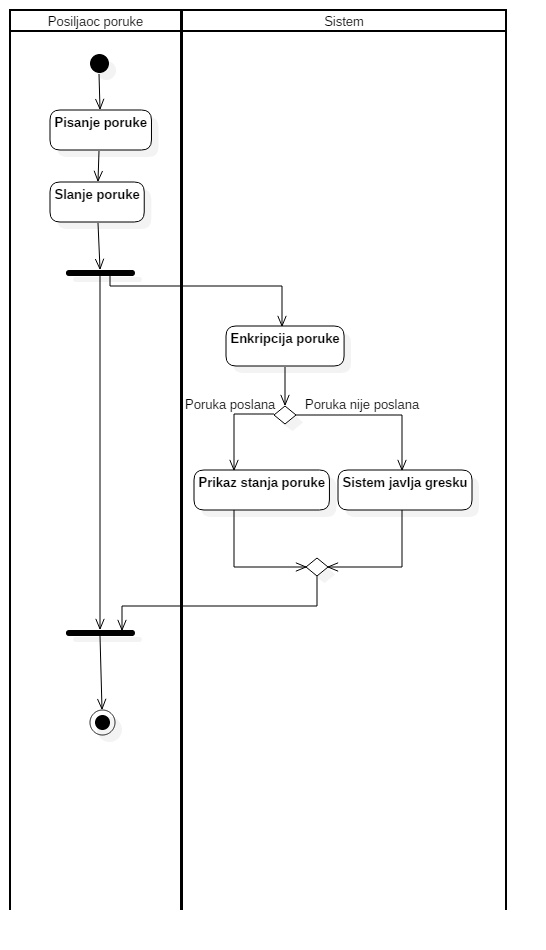 Posiljaoc poruke
Sistem
Pisanje poruke
Slanje poruke
Enkripcija poruke
Poruka poslana
Poruka nije poslana
Prikaz stanja poruke
Sistem javlja gresku